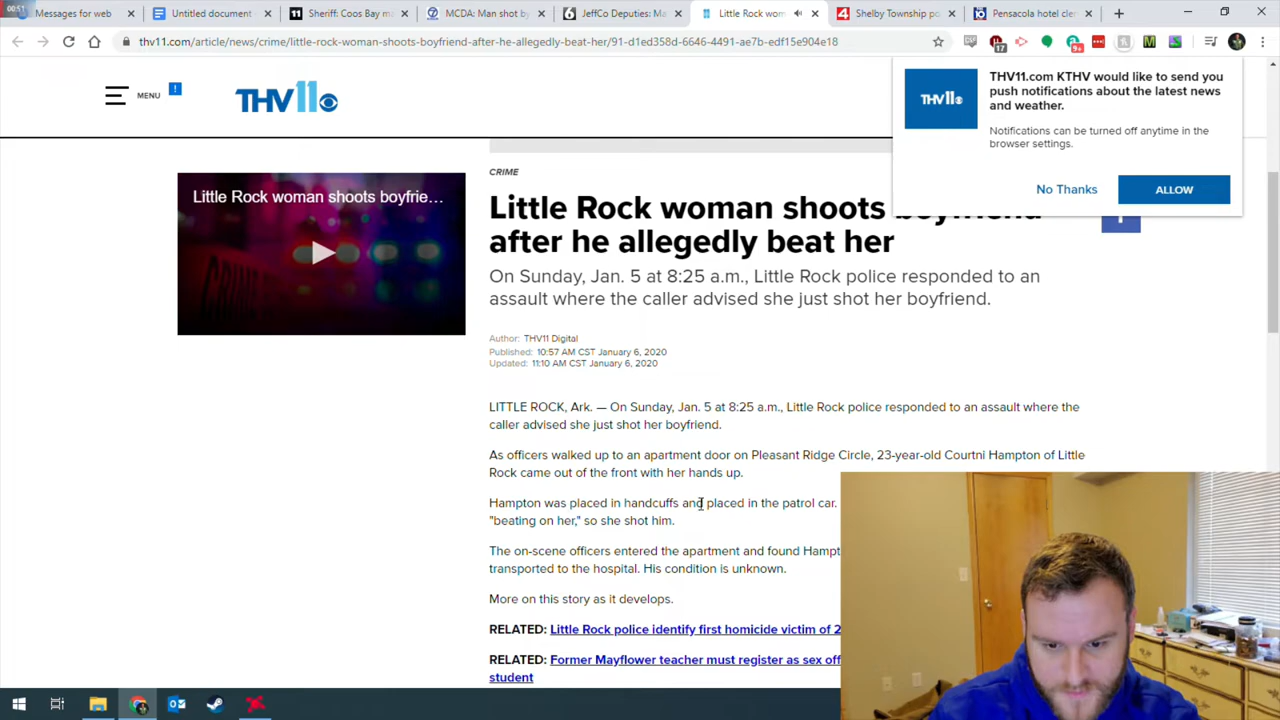 00:51
Messages for web
Untitled document
Sheriff: Coos Bay ma
MCDA: Man shot by
JeffCo Deputies: Ma
Little Rock wom
Shelby Township po
Pensacola hotel cler
thv11.com/article/news/crime/little-rock-woman-shoots-boyfriend-after-he-allegedly-beat-her/91-d1ed358d-6646-4491-ae7b-edf15e904e18
17
9+
M
MENU
!
THV11
THV11.com KTHV would like to send you
push notifications about the latest news
and weather.
Notifications can be turned off anytime in the
browser settings.
No Thanks
ALLOW
THV11
Little Rock woman shoots boyfrie...
CRIME
Little Rock woman shoots boyfriend
after he allegedly beat her
On Sunday, Jan. 5 at 8:25 a.m., Little Rock police responded to an
assault where the caller advised she just shot her boyfriend.
Author: THV11 Digital
Published: 10:57 AM CST January 6, 2020
Updated: 11:10 AM CST January 6, 2020
LITTLE ROCK, Ark. — On Sunday, Jan. 5 at 8:25 a.m., Little Rock police responded to an assault where the
caller advised she just shot her boyfriend.
As officers walked up to an apartment door on Pleasant Ridge Circle, 23-year-old Courtni Hampton of Little
Rock came out of the front with her hands up.
Hampton was placed in handcuffs and placed in the patrol car.
"beating on her," so she shot him.
The on-scene officers entered the apartment and found Hampt
transported to the hospital. His condition is unknown.
More on this story as it develops.
RELATED: Little Rock police identify first homicide victim of 2
RELATED: Former Mayflower teacher must register as sex off
student